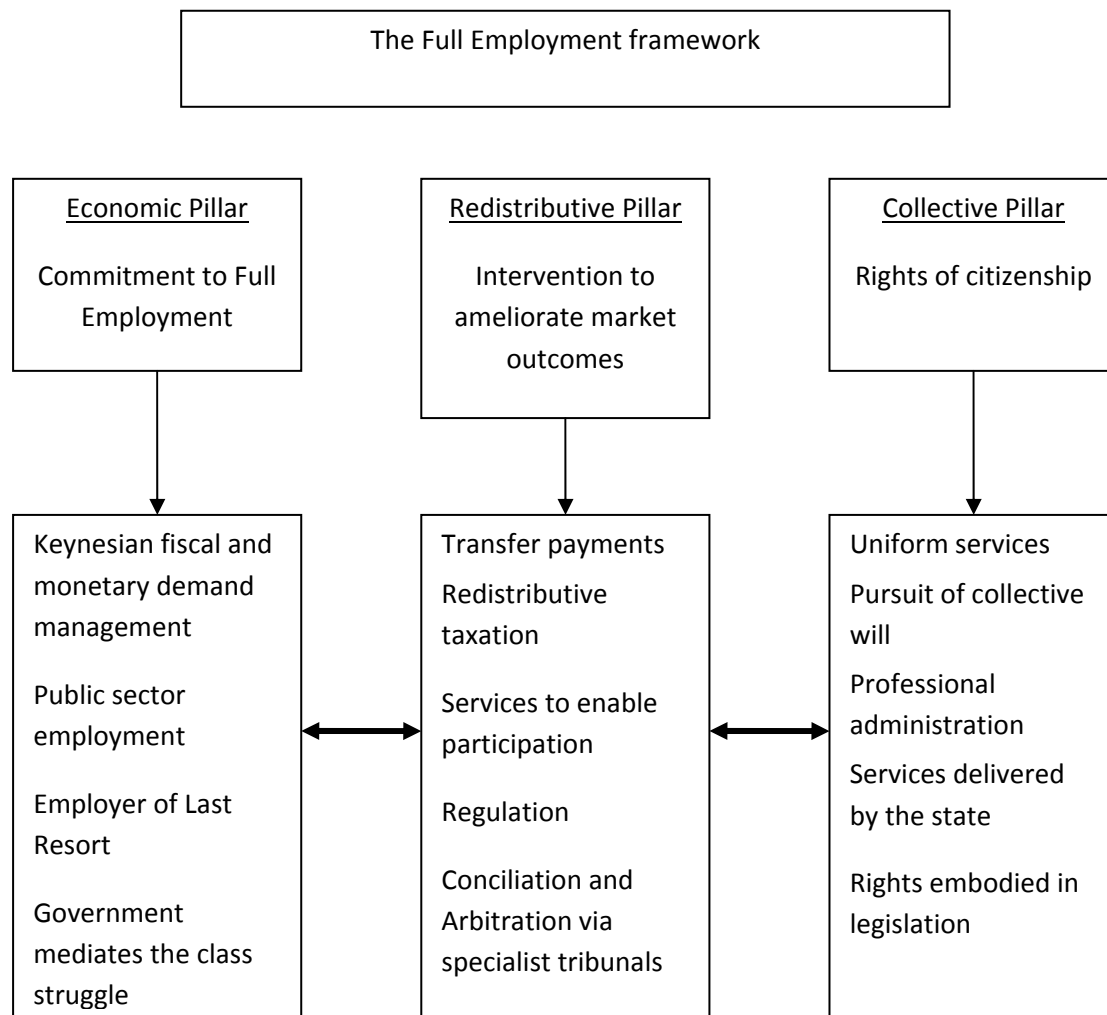 The Full Employment framework
Economic Pillar
Commitment to Full
Employment
Redistributive Pillar
Intervention to
ameliorate market
outcomes
Collective Pillar
Rights of citizenship
Keynesian fiscal and
monetary demand
management
Public sector
employment
Employer of Last
Resort
Government
mediates the class
struggle
Transfer payments
Redistributive
taxation
Services to enable
participation
Regulation
Conciliation and
Arbitration via
specialist tribunals
Uniform services
Pursuit of collective
will
Professional
administration
Services delivered
by the state
Rights embodied in
legislation